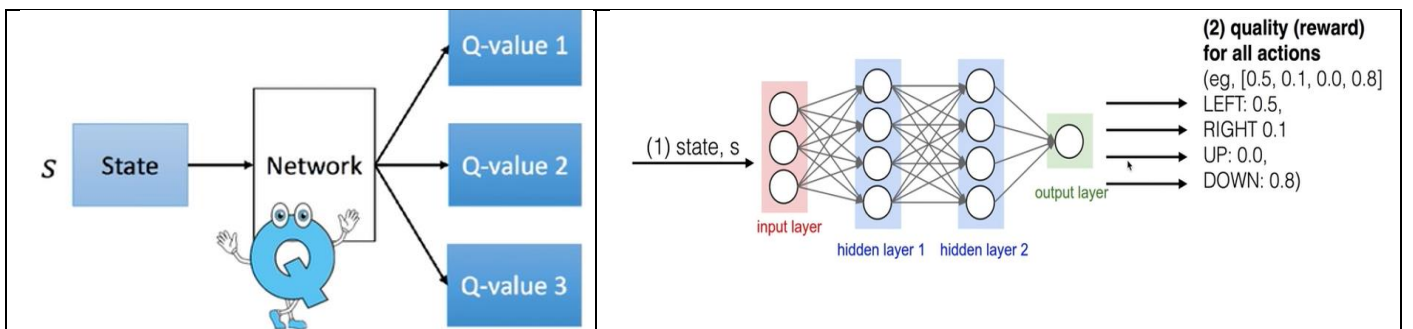 S
State
Network
Q
Q-value 1
Q-value 2
Q-value 3
(1) state, s
input layer
hidden layer 1
hidden layer 2
output layer
(2) quality (reward)
for all actions
(eg, [0.5, 0.1, 0.0, 0.8]
LEFT: 0.5,
RIGHT 0.1
UP: 0.0,
DOWN: 0.8)